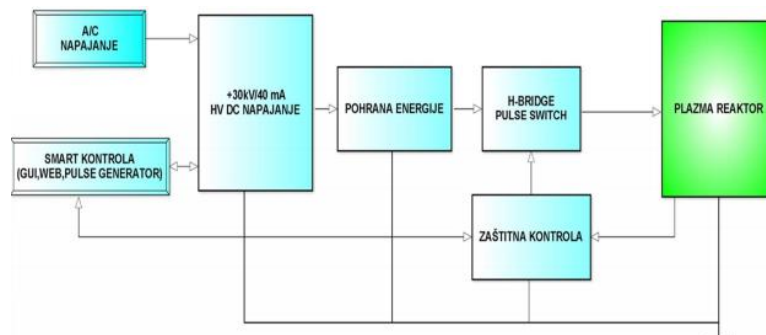 A/C
NAPAJANJE
+30kV/40 mA
HV DC NAPAJANJE
POHRANA ENERGIJE
H-BRIDGE
PULSE SWITCH
PLAZMA REAKTOR
SMART KONTROLA
(GUI,WEB,PULSE GENERATOR)
ZAŠTITNA KONTROLA